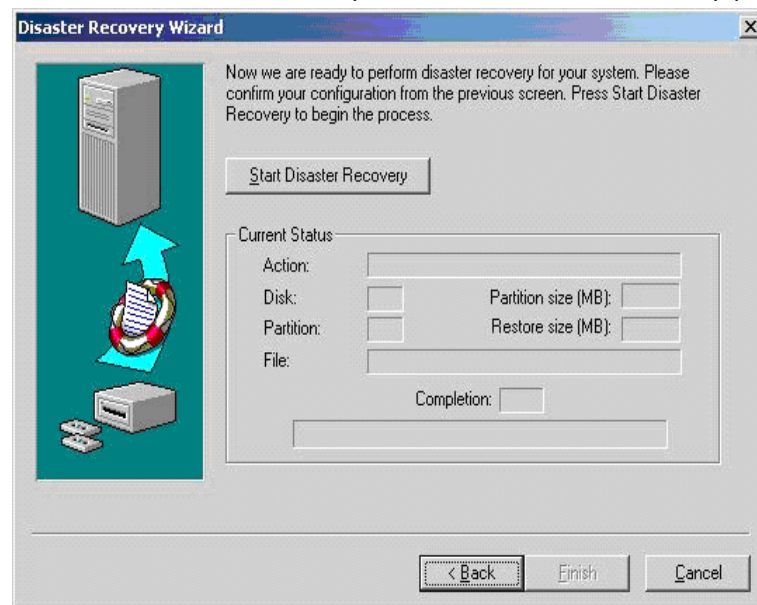 Disaster Recovery Wizard
Now we are ready to perform disaster recovery for your system. Please
confirm your configuration from the previous screen. Press Start Disaster
Recovery to begin the process.
Start Disaster Recovery
Current Status
Action:
Disk:
Partition size (MB):
Partition:
Restore size (MB):
File:
Completion:
< Back
Finish
Cancel